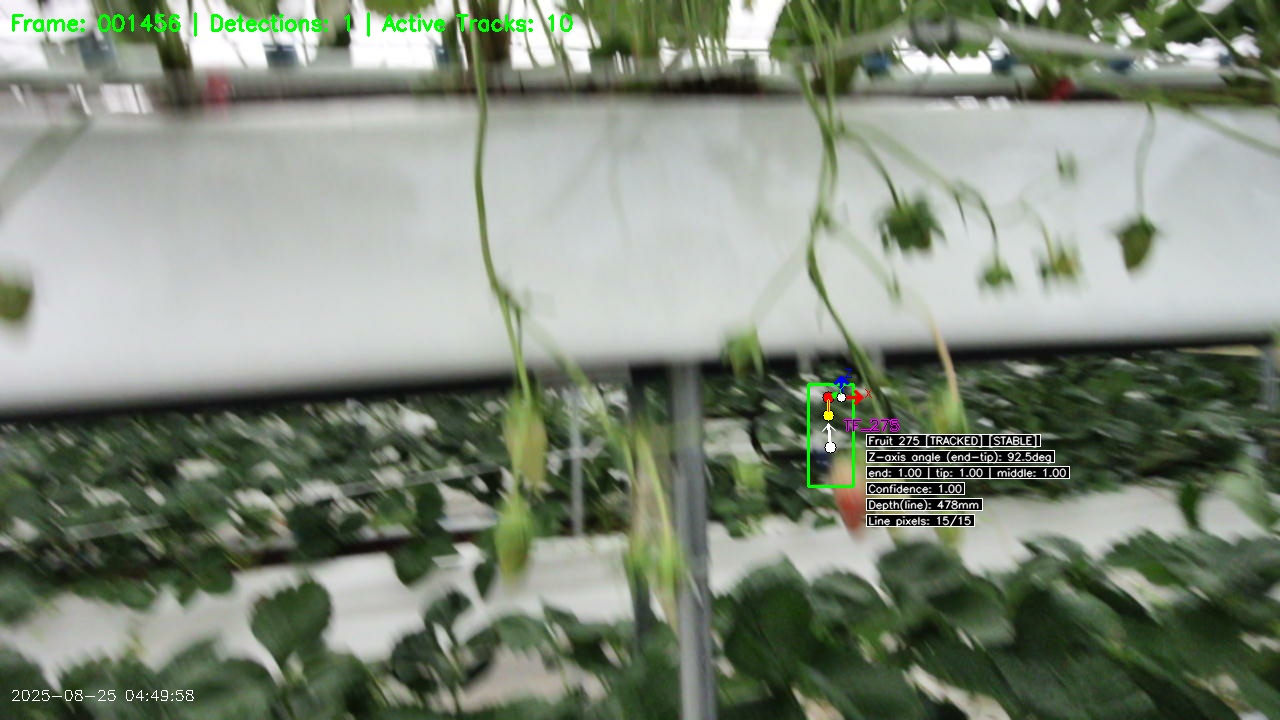 Frame: 001456 | Detections: 1 | Active Tracks: 10
Z
X
TF_275
Fruit 275 [TRACKED] [STABLE]
Z-axis angle (end-tip): 92.5deg
end: 1.00 | tip: 1.00 | middle: 1.00
Confidence: 1.00
Depth(line): 478mm
Line pixels: 15/15
2025-08-25 04:49:58